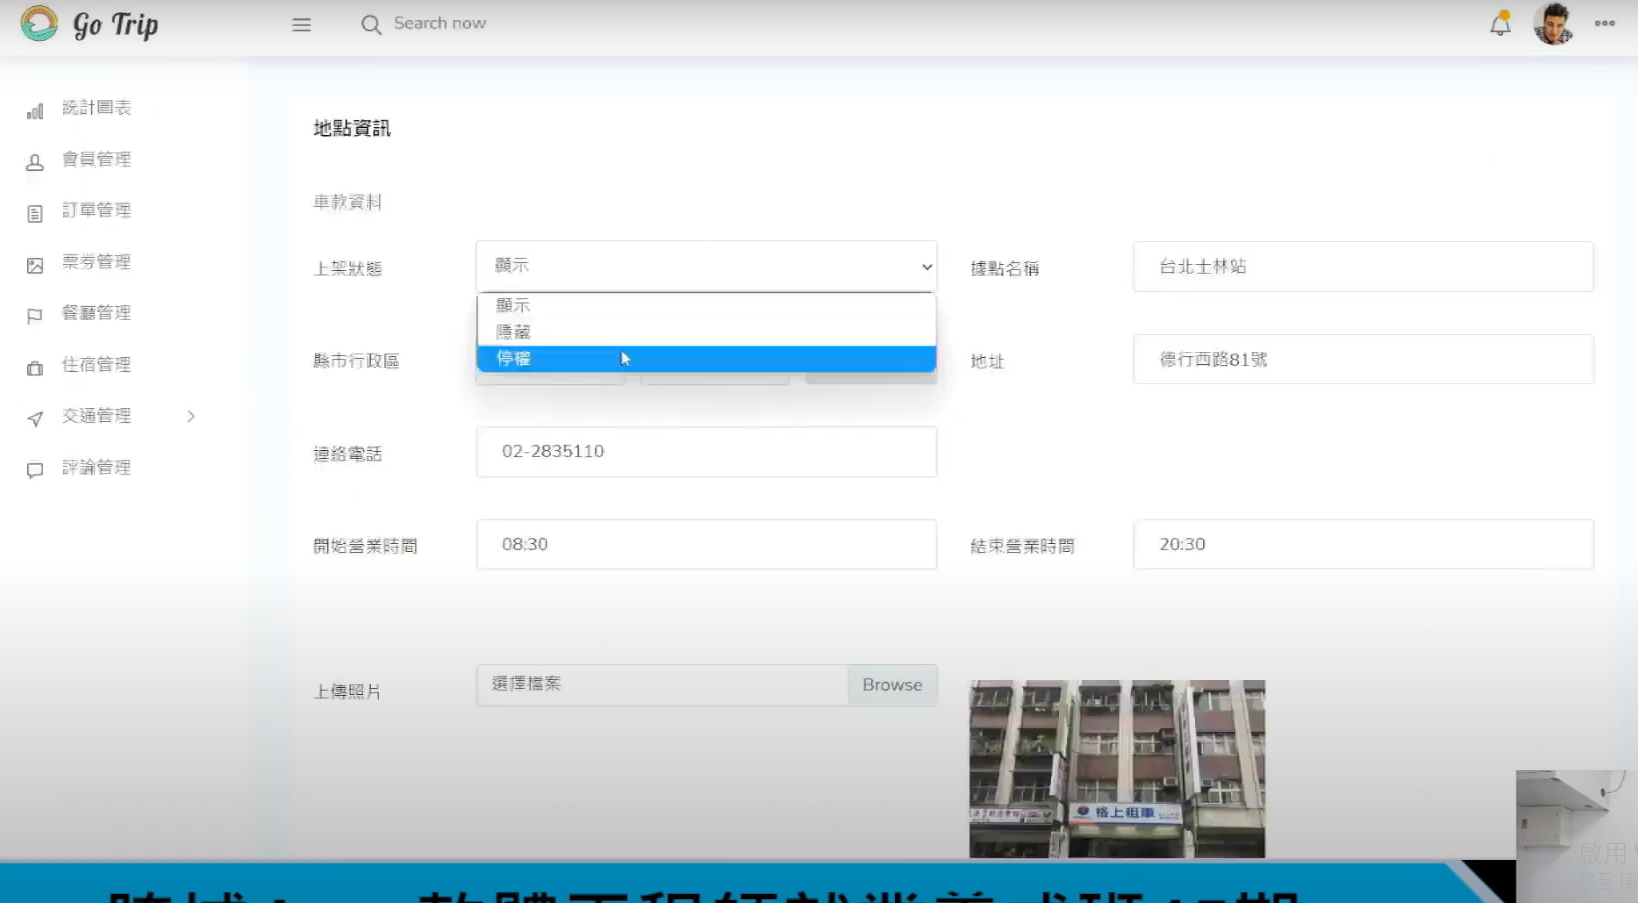 Go Trip
Search now
統計圖表
會員管理
訂單管理
票券管理
餐廳管理
住宿管理
交通管理
評論管理
地點資訊
車款資料
上架狀態
顯示
據點名稱
台北士林站
顯示
隱藏
停權
縣市行政區
地址
德行西路81號
連絡電話
02-2835110
開始營業時間
08:30
結束營業時間
20:30
上傳照片
選擇檔案
Browse
格上租車
啟用